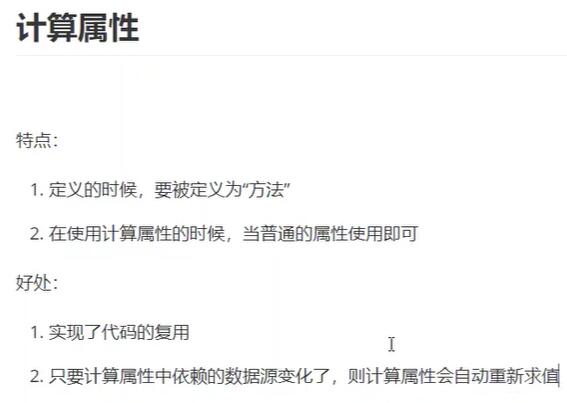 计算属性
特点：
1. 定义的时候，要被定义为“方法”
2. 在使用计算属性的时候，当普通的属性使用即可
好处：
1. 实现了代码的复用
2. 只要计算属性中依赖的数据源变化了，则计算属性会自动重新求值